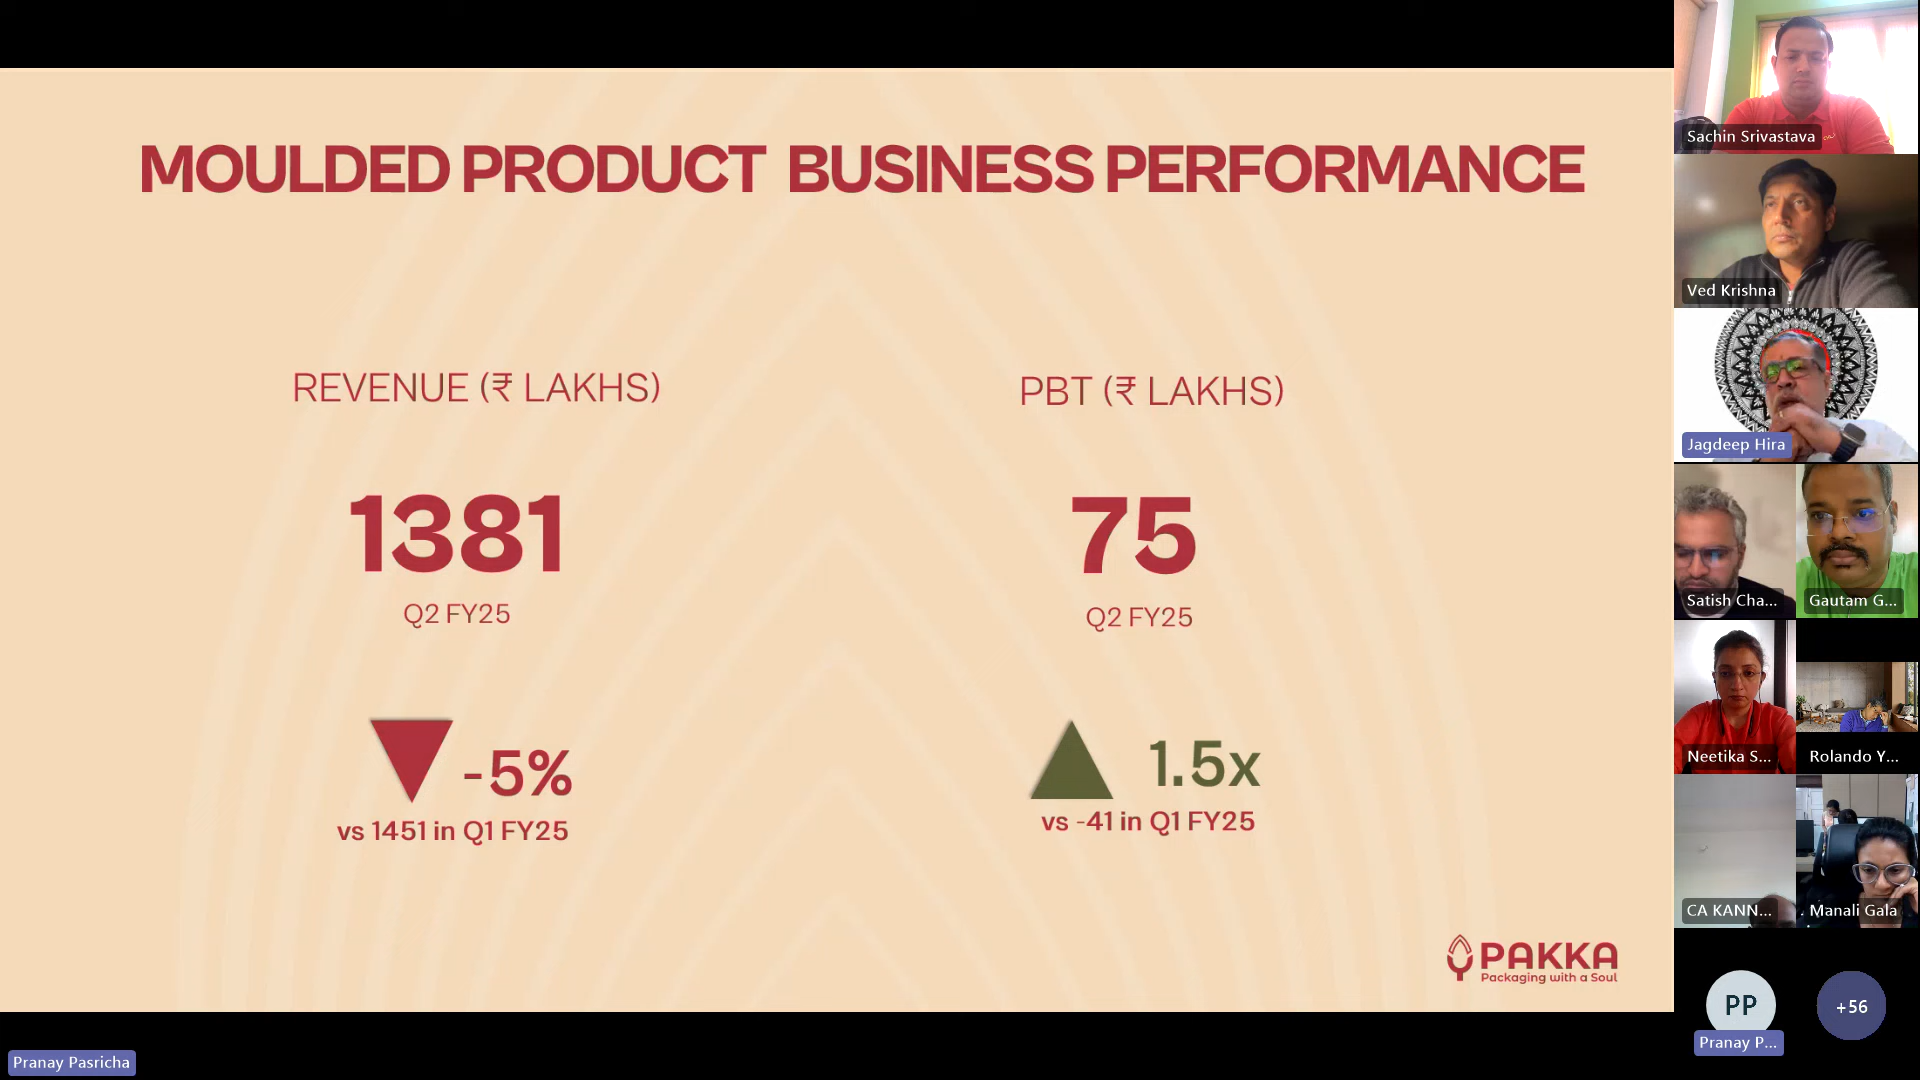 MOULDED PRODUCT BUSINESS PERFORMANCE
REVENUE (₹ LAKHS)
1381
Q2 FY25
-5%
vs 1451 in Q1 FY25
PBT (₹ LAKHS)
75
Q2 FY25
1.5x
vs -41 in Q1 FY25
PAKKA
Packaging with a Soul
Pranay Pasricha
Sachin Srivastava
Ved Krishna
Jagdeep Hira
Satish Cha...
Gautam G...
Neetika S...
Rolando Y...
CA KANN...
Manali Gala
PP
Pranay P...
+56